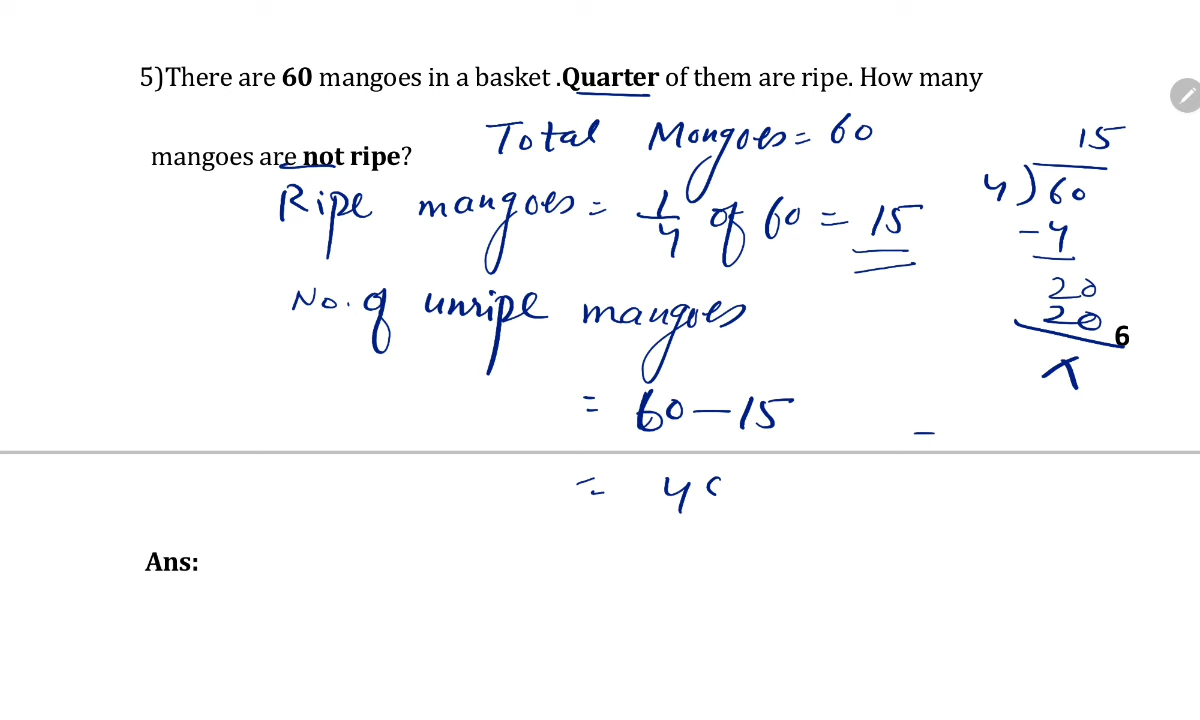 5)There are 60 mangoes in a basket .Quarter of them are ripe. How many
mangoes are not ripe?
Total Mangoes = 60
Ripe mangoes = 1/4 of 60 = 15
No. of unripe mangoes
= 60 - 15
= 4
15
4 ) 60
- 4
20
20
6
x
Ans: